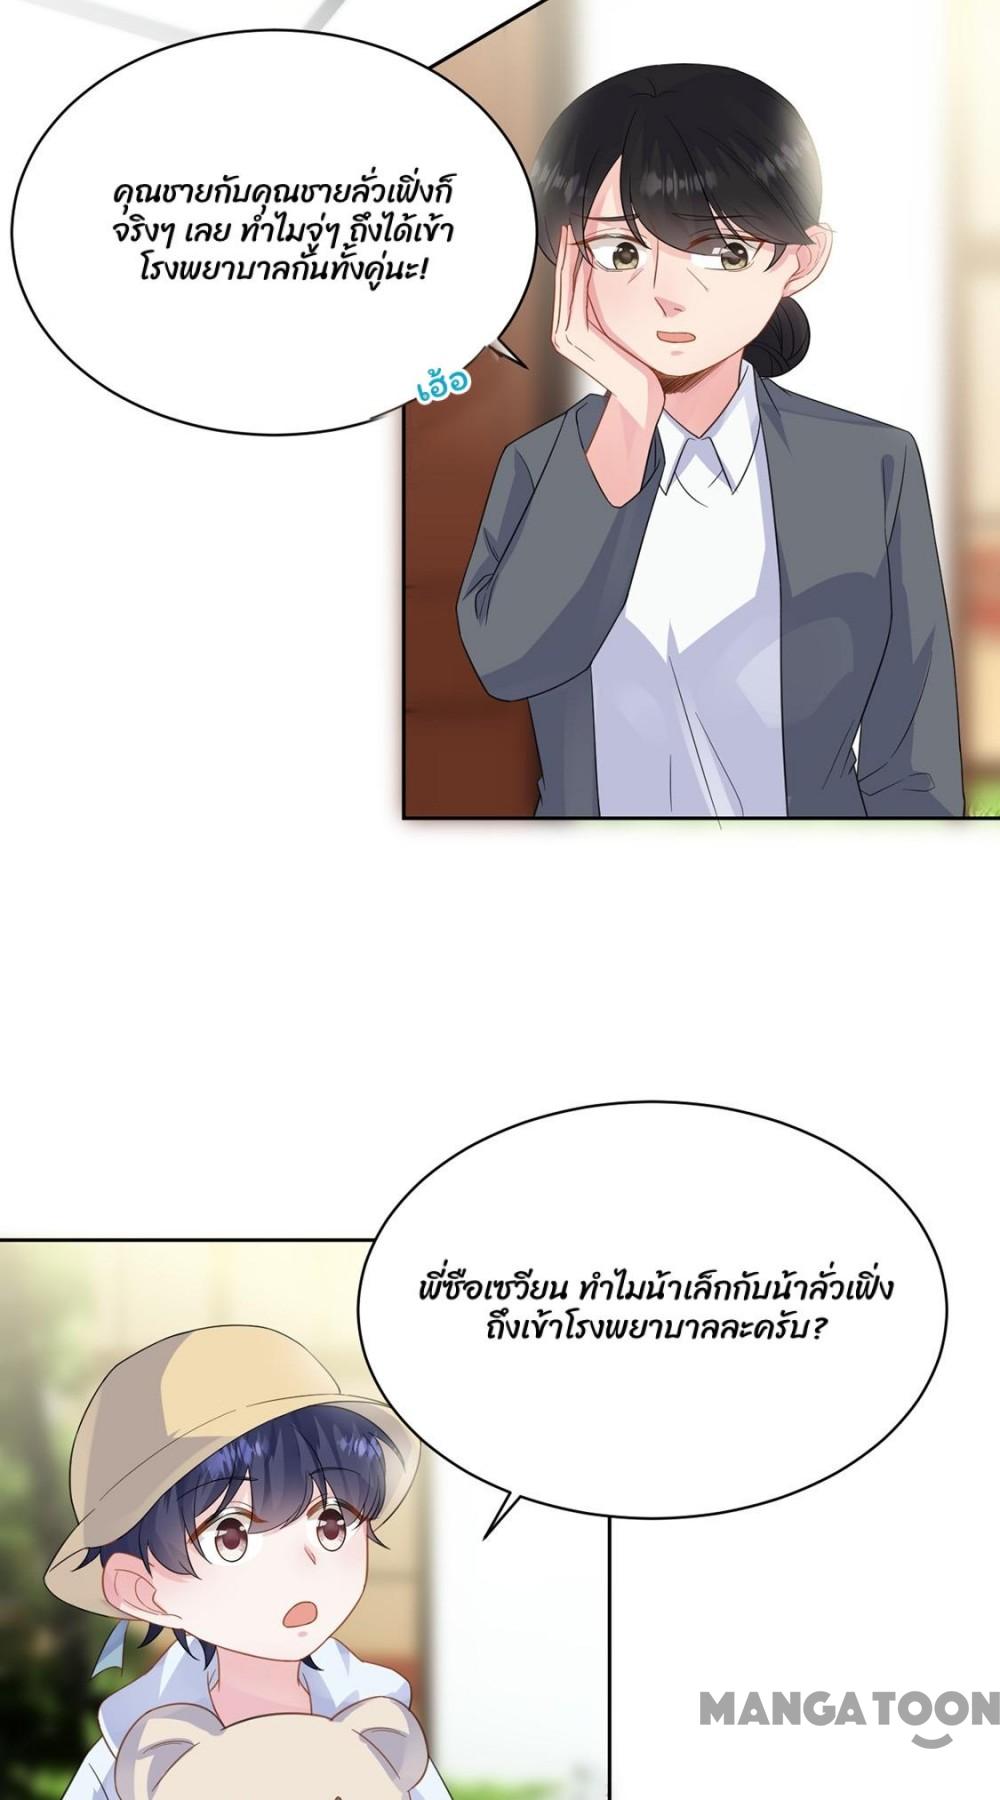 คุณชายกับคุณชายลั่วเฟิ่งก็
จริงๆ เลย ทำไมจู่ๆ ถึงได้เข้า
โรงพยาบาลกันทั้งคู่นะ!
เฮ้อ
พี่ซือเซวียน ทำไมน้าเล็กกับน้าลั่วเฟิ่ง
ถึงเข้าโรงพยาบาลละครับ?
MANGATOON